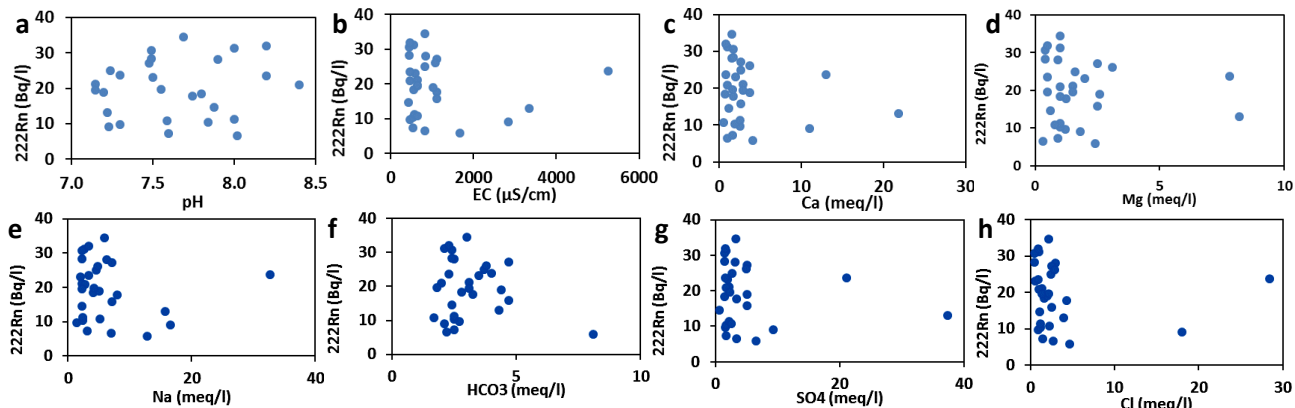 a
40
30
20
10
0
222Rn (Bq/l)
7.0 7.5 8.0 8.5
pH
b
40
30
20
10
0
222Rn (Bq/l)
0 2000 4000 6000
EC (µS/cm)
c
40
30
20
10
0
222Rn (Bq/l)
0 10 20 30
Ca (meq/l)
d
40
30
20
10
0
222Rn (Bq/l)
0 5 10
Mg (meq/l)
e
40
30
20
10
0
222Rn (Bq/l)
0 20 40
Na (meq/l)
f
40
30
20
10
0
222Rn (Bq/l)
0 5 10
HCO3 (meq/l)
g
40
30
20
10
0
222Rn (Bq/l)
0 20 40
SO4 (meq/l)
h
40
30
20
10
0
222Rn (Bq/l)
0 10 20 30
Cl (meq/l)